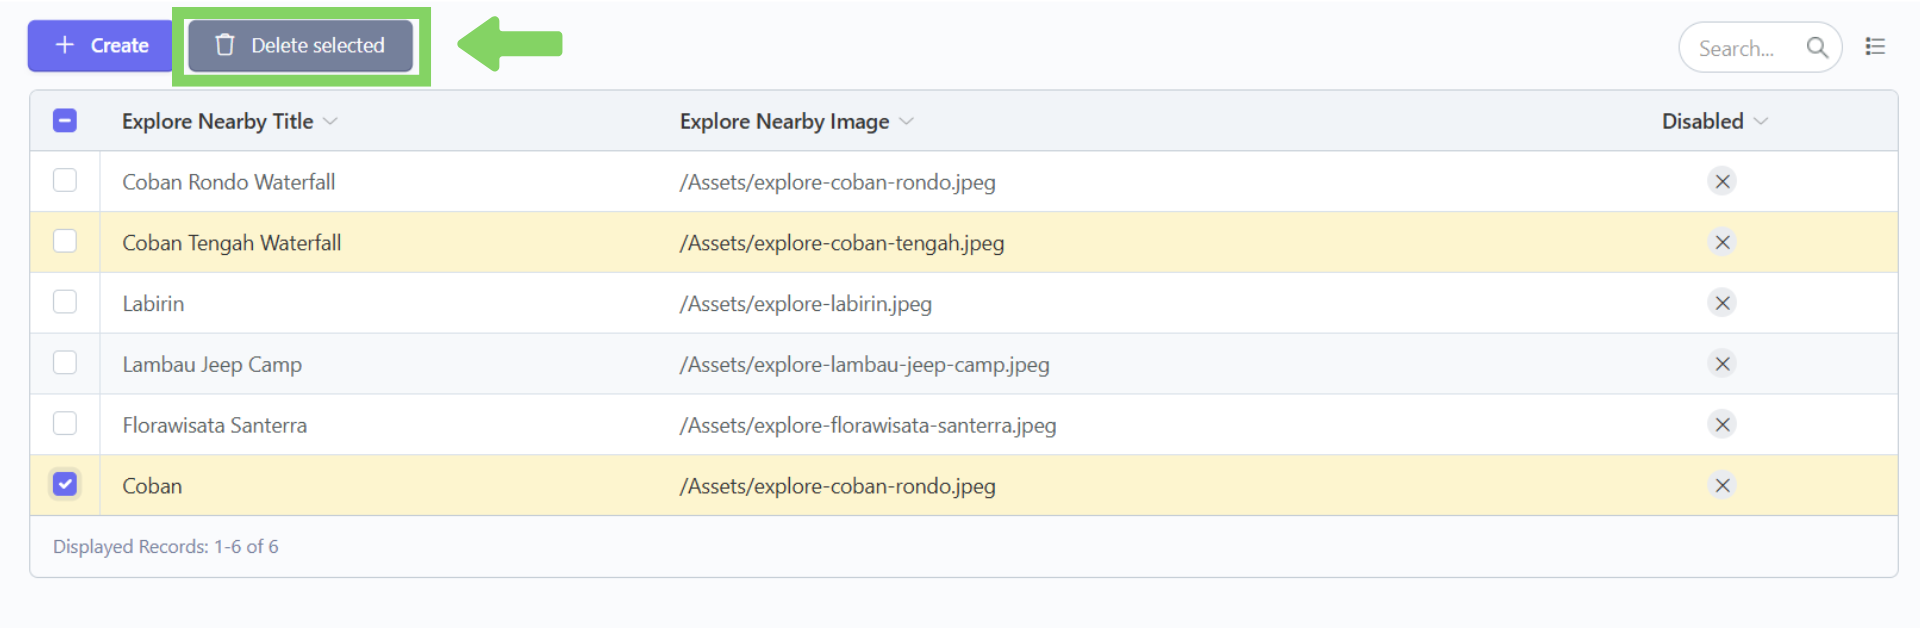 Create Delete selected Search...
Explore Nearby Title Explore Nearby Image Disabled
Coban Rondo Waterfall /Assets/explore-coban-rondo.jpeg
Coban Tengah Waterfall /Assets/explore-coban-tengah.jpeg
Labirin /Assets/explore-labirin.jpeg
Lambau Jeep Camp /Assets/explore-lambau-jeep-camp.jpeg
Florawisata Santerra /Assets/explore-florawisata-santerra.jpeg
Coban /Assets/explore-coban-rondo.jpeg
Displayed Records: 1-6 of 6